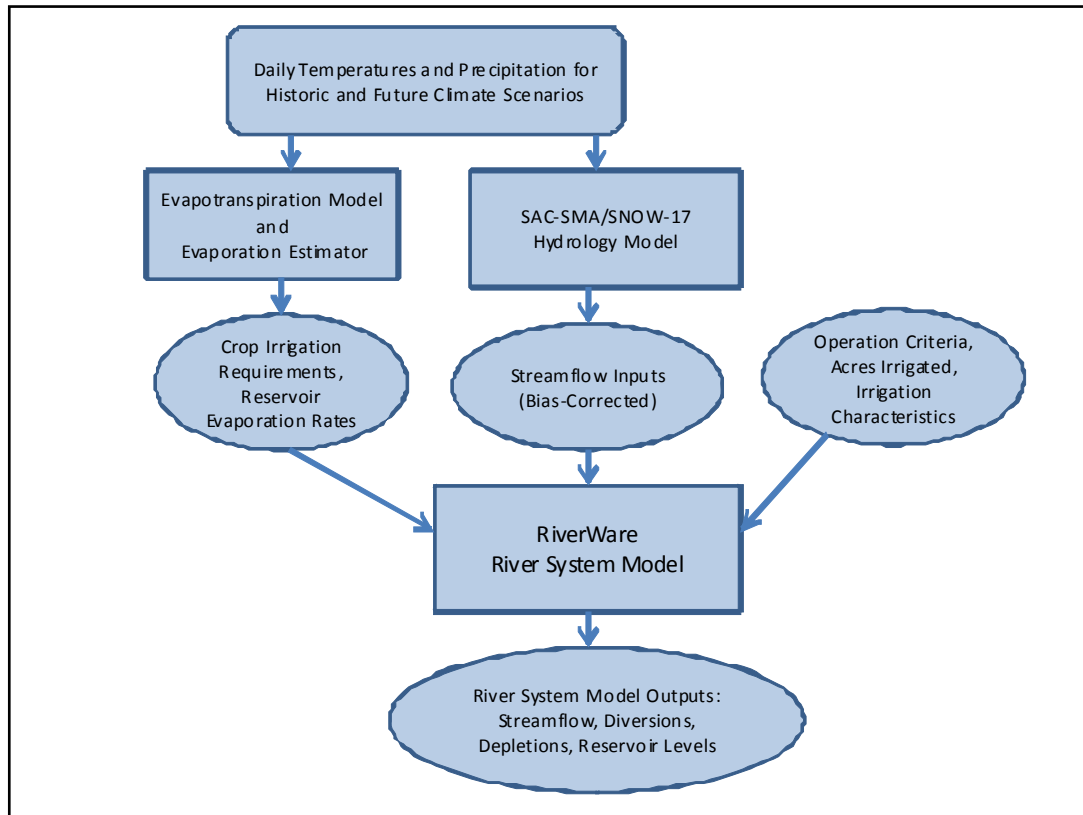 Daily Temperatures and Precipitation for
Historic and Future Climate Scenarios
Evapotranspiration Model
and
Evaporation Estimator
SAC-SMA/SNOW-17
Hydrology Model
Crop Irrigation
Requirements,
Reservoir
Evaporation Rates
Streamflow Inputs
(Bias-Corrected)
Operation Criteria,
Acres Irrigated,
Irrigation
Characteristics
RiverWare
River System Model
River System Model Outputs:
Streamflow, Diversions,
Depletions, Reservoir Levels